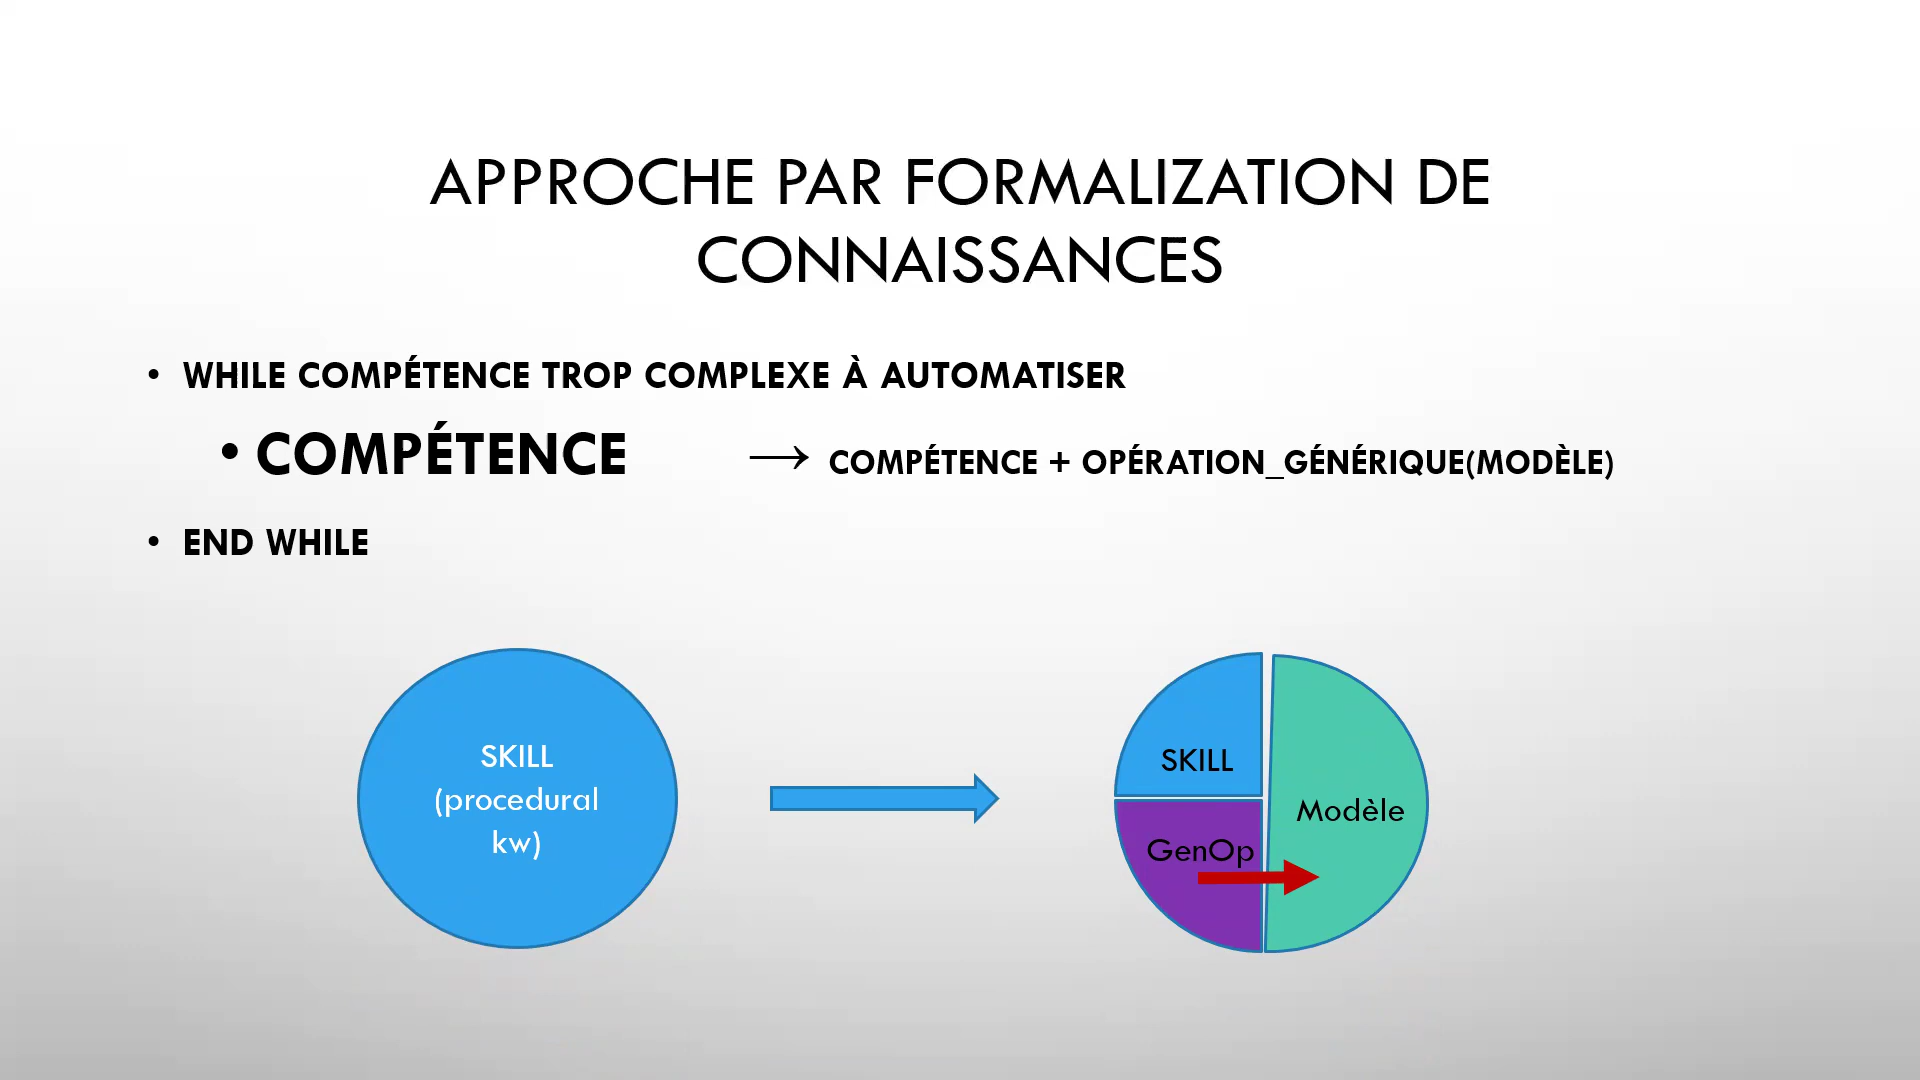 APPROCHE PAR FORMALIZATION DE
CONNAISSANCES
• WHILE COMPÉTENCE TROP COMPLEXE À AUTOMATISER
• COMPÉTENCE → COMPÉTENCE + OPÉRATION_GÉNÉRIQUE(MODÈLE)
• END WHILE
SKILL
(procedural
kw)
SKILL
GenOp
Modèle